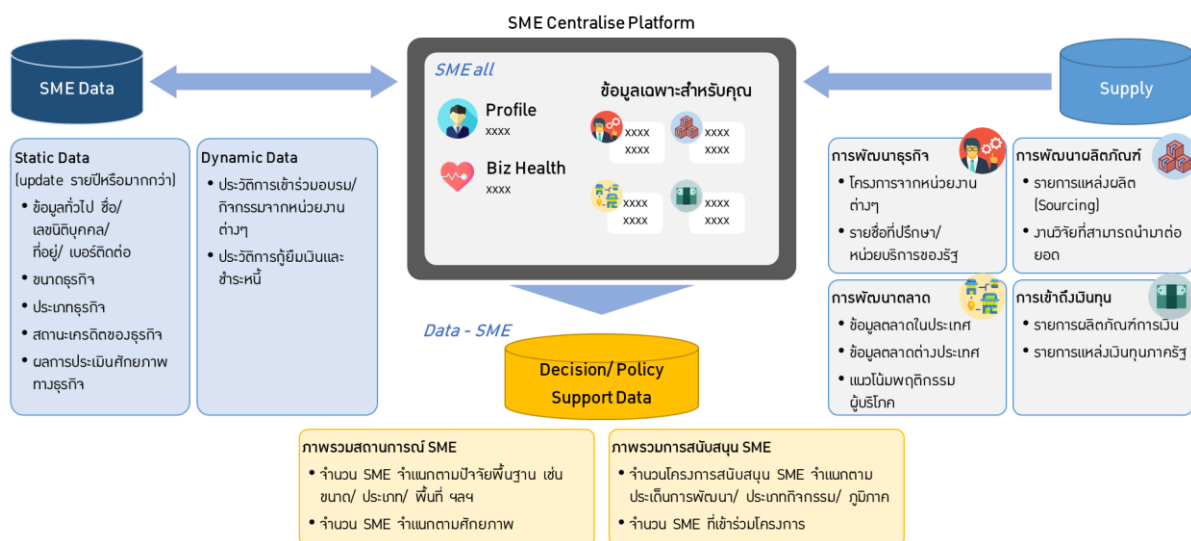 SME Centralise Platform
SME Data
SME all
Profile
xxxx
Biz Health
xxxx
ข้อมูลเฉพาะสำหรับคุณ
xxxx
xxxx
xxxx
xxxx
xxxx
xxxx
xxxx
xxxx
Supply
Static Data
(update รายปีหรือมากกว่า)
• ข้อมูลทั่วไป ชื่อ/
เลขนิติบุคคล/
ที่อยู่/ เบอร์ติดต่อ
• ขนาดธุรกิจ
• ประเภทธุรกิจ
• สถานะเครดิตของธุรกิจ
• ผลการประเมินศักยภาพ
ทางธุรกิจ
Dynamic Data
• ประวัติการเข้าร่วมอบรม/
กิจกรรมจากหน่วยงาน
ต่างๆ
• ประวัติการกู้ยืมเงินและ
ชำระหนี้
การพัฒนาธุรกิจ
• โครงการจากหน่วยงาน
ต่างๆ
• รายชื่อที่ปรึกษา/
หน่วยบริการของรัฐ
การพัฒนาผลิตภัณฑ์
• รายการแหล่งผลิต
(Sourcing)
• งานวิจัยที่สามารถนำมาต่อ
ยอด
การพัฒนาตลาด
• ข้อมูลตลาดในประเทศ
• ข้อมูลตลาดต่างประเทศ
• แนวโน้มพฤติกรรม
ผู้บริโภค
การเข้าถึงเงินทุน
• รายการผลิตภัณฑ์การเงิน
• รายการแหล่งเงินทุนภาครัฐ
Data - SME
Decision/ Policy
Support Data
ภาพรวมสถานการณ์ SME
• จำนวน SME จำแนกตามปัจจัยพื้นฐาน เช่น
ขนาด/ ประเภท/ พื้นที่ ฯลฯ
• จำนวน SME จำแนกตามศักยภาพ
ภาพรวมการสนับสนุน SME
• จำนวนโครงการสนับสนุน SME จำแนกตาม
ประเด็นการพัฒนา/ ประเภทกิจกรรม/ ภูมิภาค
• จำนวน SME ที่เข้าร่วมโครงการ